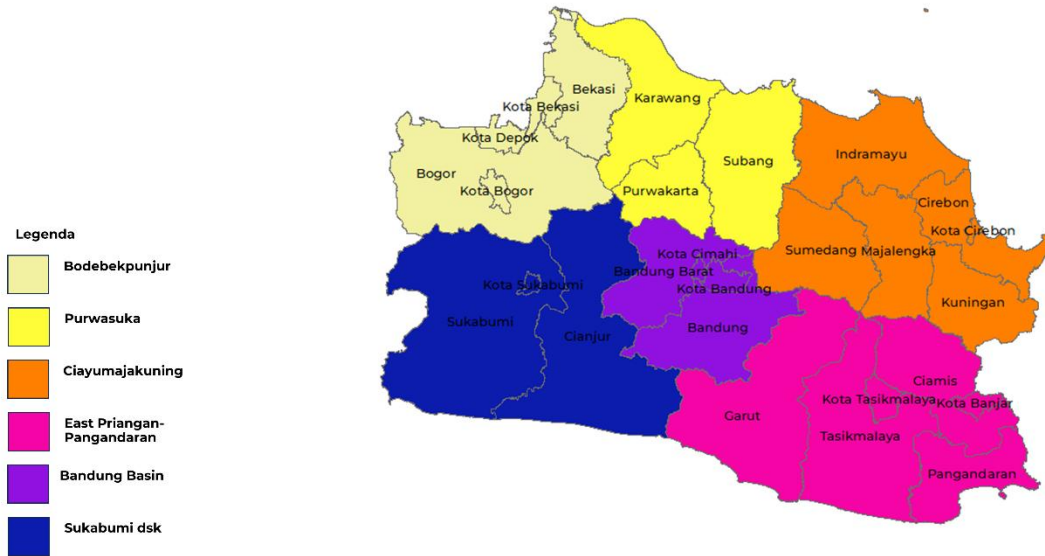 Bekasi
Kota Bekasi
Karawang
Kota Depok
Indramayu
Subang
Bogor
Kota Bogor
Purwakarta
Cirebon
Kota Cirebon
Legenda
Sumedang
Majalengka
Kota Cimahi
Bodebekpunjur
Bandung Barat
Kota Sukabumi
Kota Bandung
Kuningan
Purwasuka
Sukabumi
Cianjur
Bandung
Ciayumajakuning
Ciamis
Kota Tasikmalaya
Kota Banjar
East Priangan-
Pangandaran
Garut
Tasikmalaya
Bandung Basin
Pangandaran
Sukabumi dsk